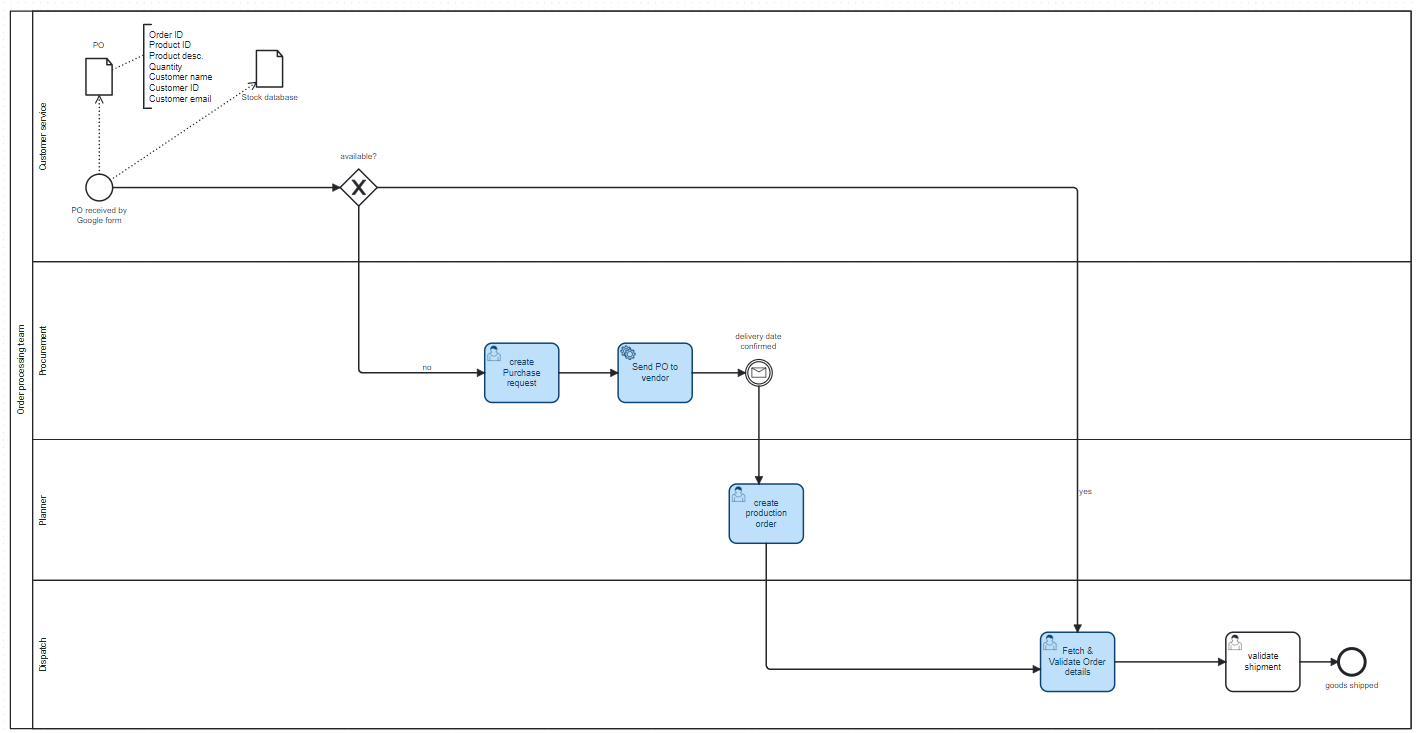 Order processing team
Customer service
PO
Order ID
Product ID
Product desc.
Quantity
Customer name
Customer ID
Customer email
Stock database
PO received by
Google form
available?
X
Procurement
no
create
Purchase
request
Send PO to
vendor
delivery date
confirmed
Planner
create
production
order
yes
Dispatch
Fetch &
Validate Order
details
validate
shipment
goods shipped